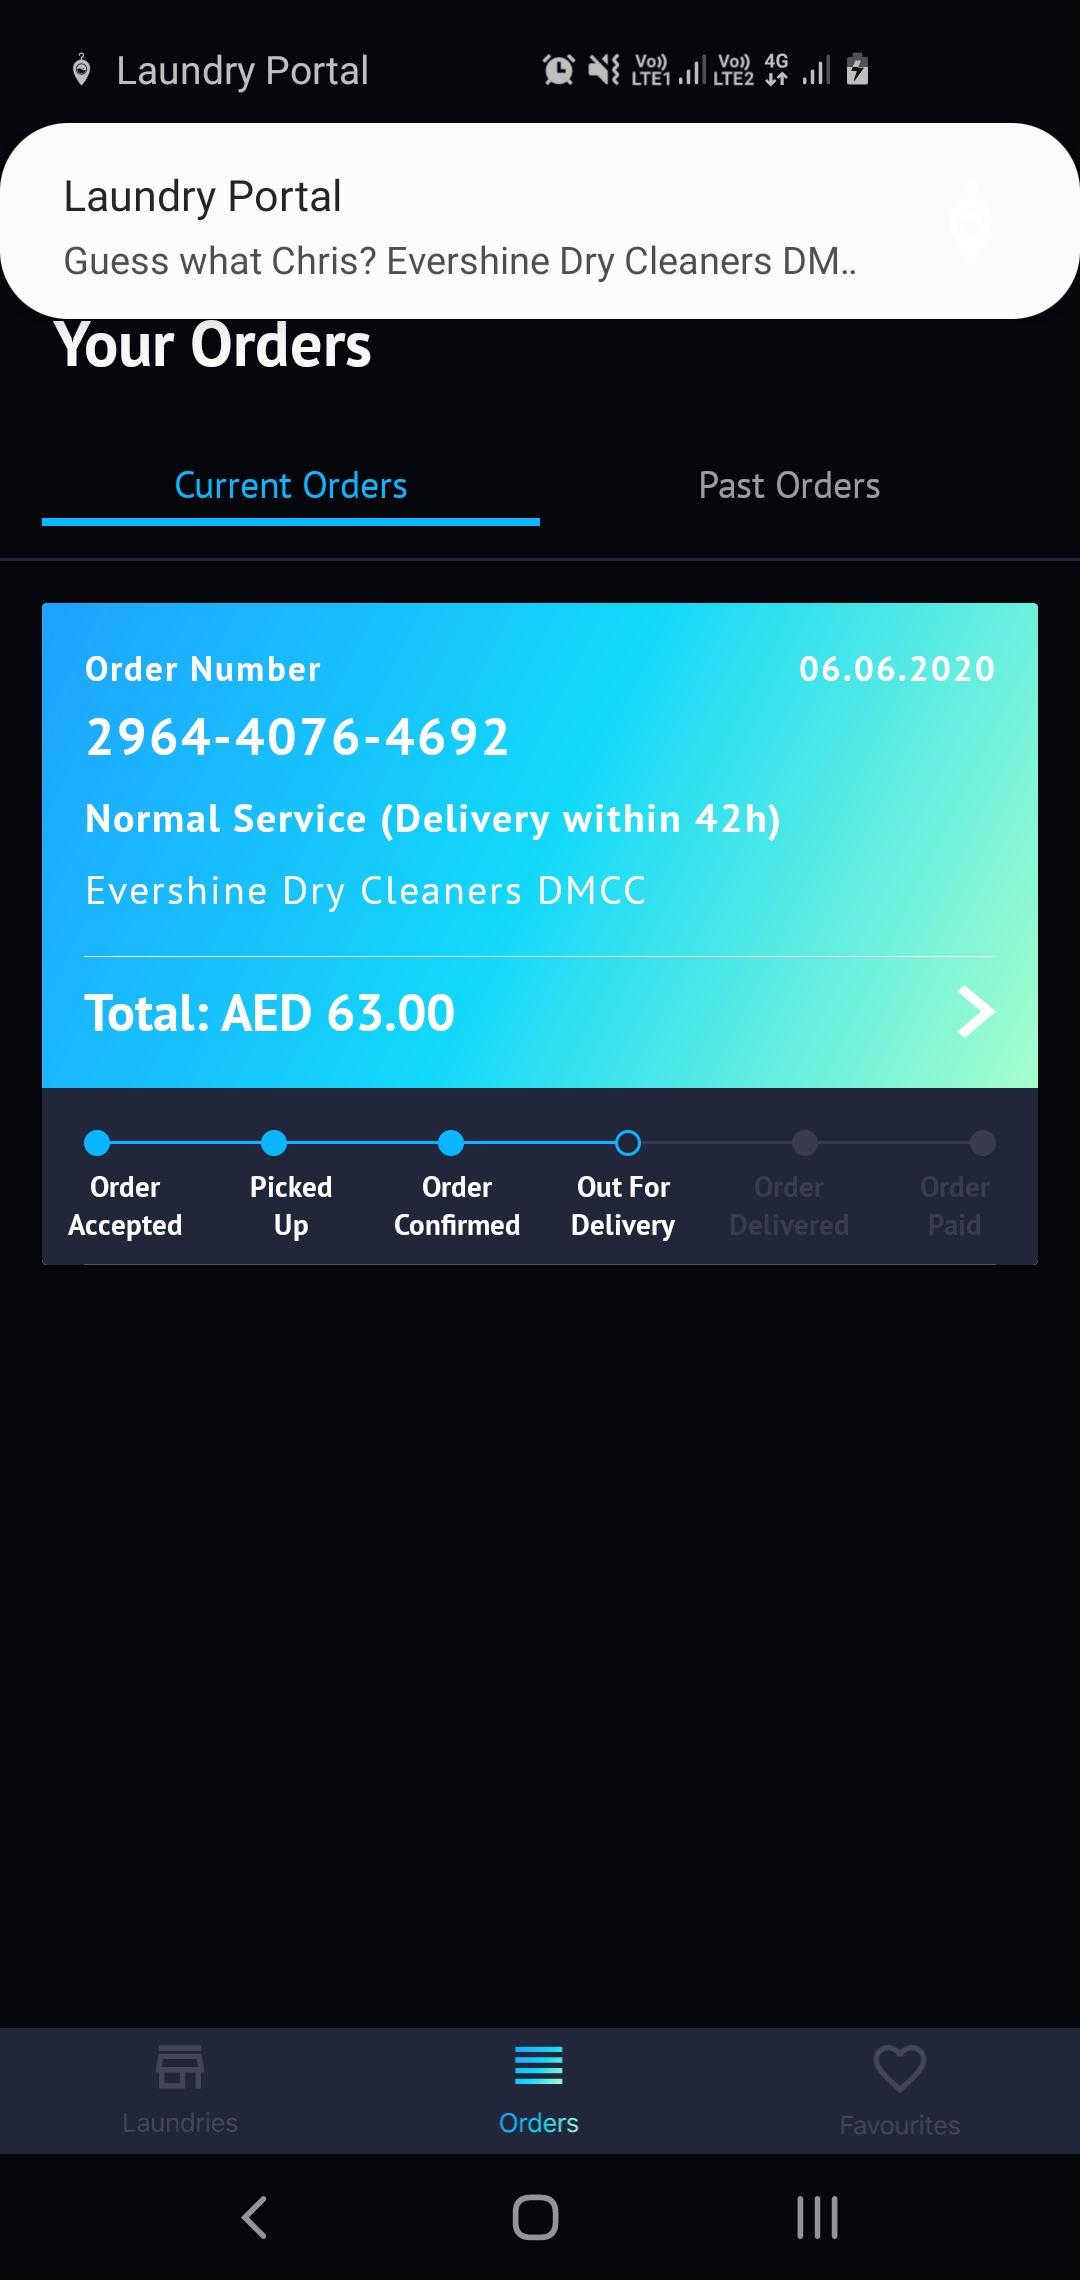 Laundry Portal
Vo)) LTE1 Vo)) LTE2 4G
Laundry Portal
Guess what Chris? Evershine Dry Cleaners DM..
Your Orders
Current Orders Past Orders
Order Number 06.06.2020
2964-4076-4692
Normal Service (Delivery within 42h)
Evershine Dry Cleaners DMCC
Total: AED 63.00
Order Picked Order Out For Order Order
Accepted Up Confirmed Delivery Delivered Paid
Laundries Orders Favourites